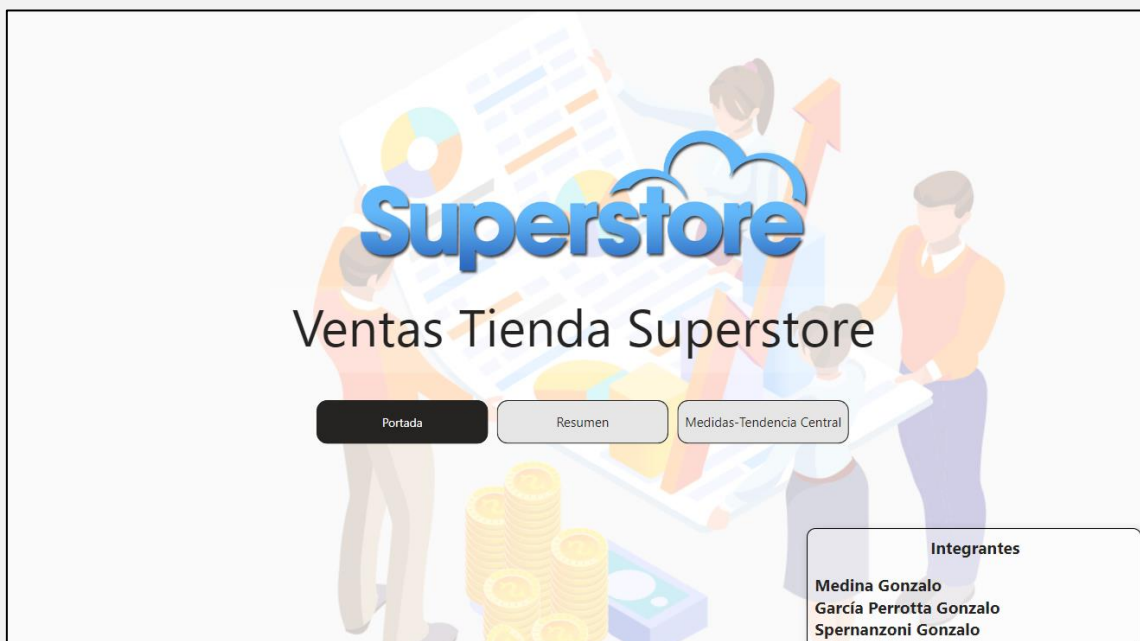 Superstore
Ventas Tienda Superstore
Portada
Resumen
Medidas-Tendencia Central
Integrantes
Medina Gonzalo
García Perrotta Gonzalo
Spernanzoni Gonzalo